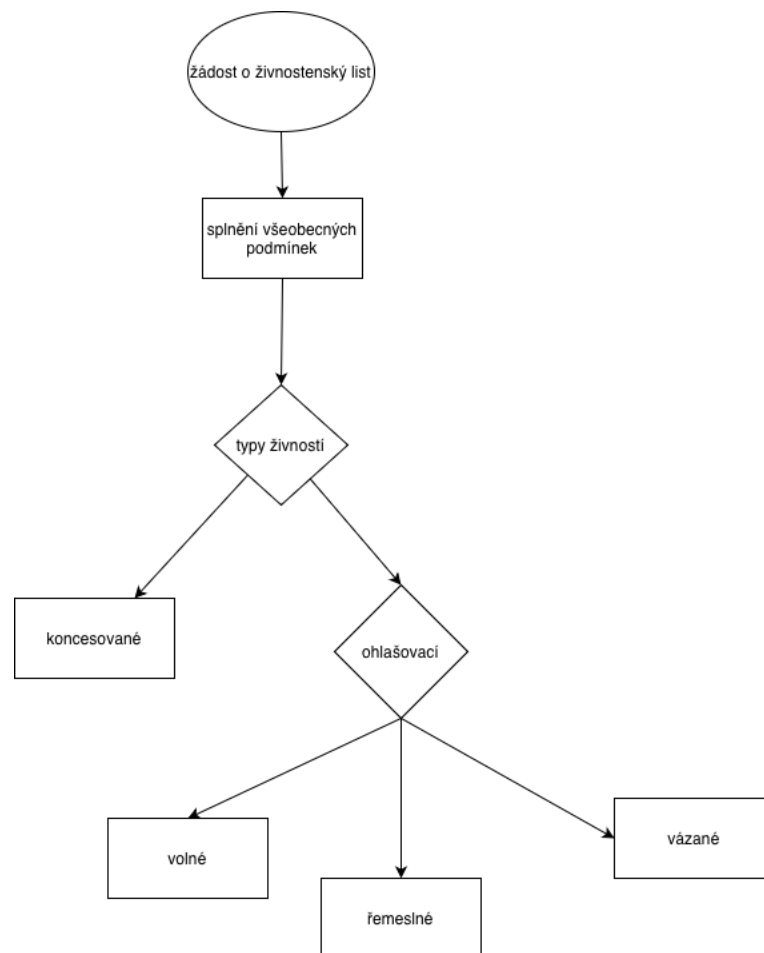 žádost o živnostenský list
splnění všeobecných
podmínek
typy živností
koncesované
ohlašovací
volné
řemeslné
vázané